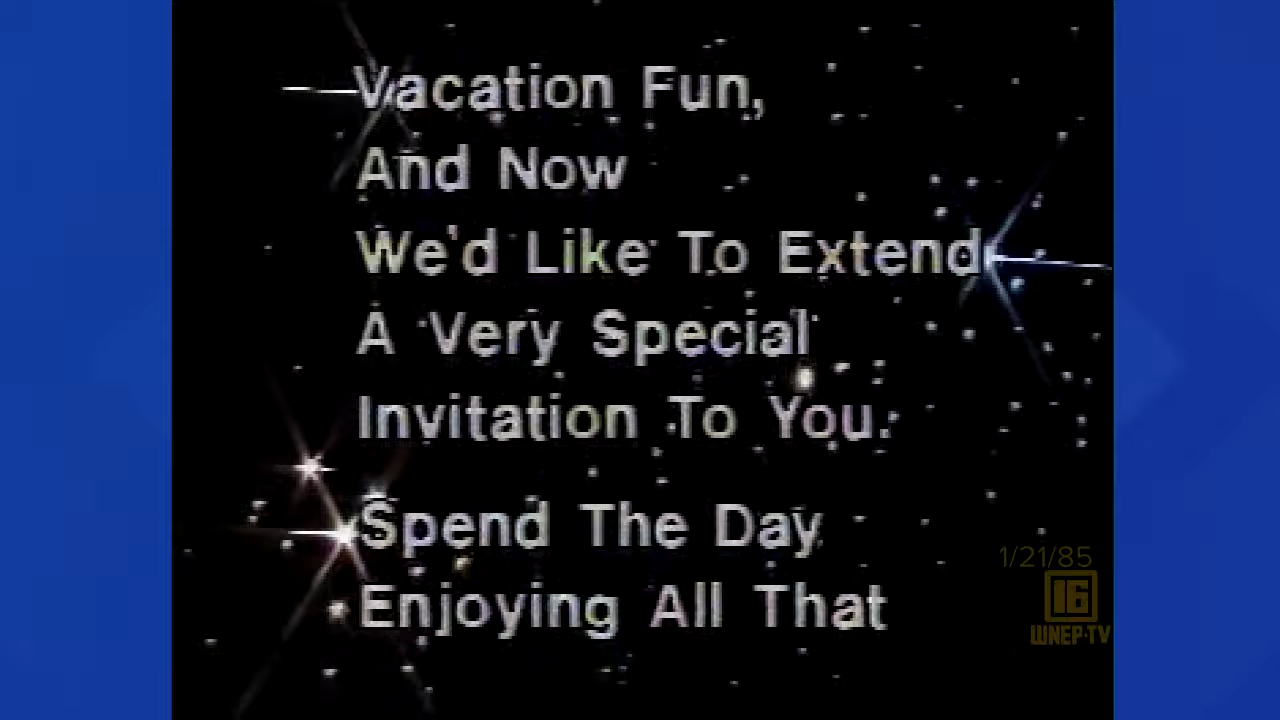 Vacation Fun,
And Now
We'd Like To Extend
A Very Special
Invitation To You.
Spend The Day
Enjoying All That
1/21/85
16
WNEP-TV